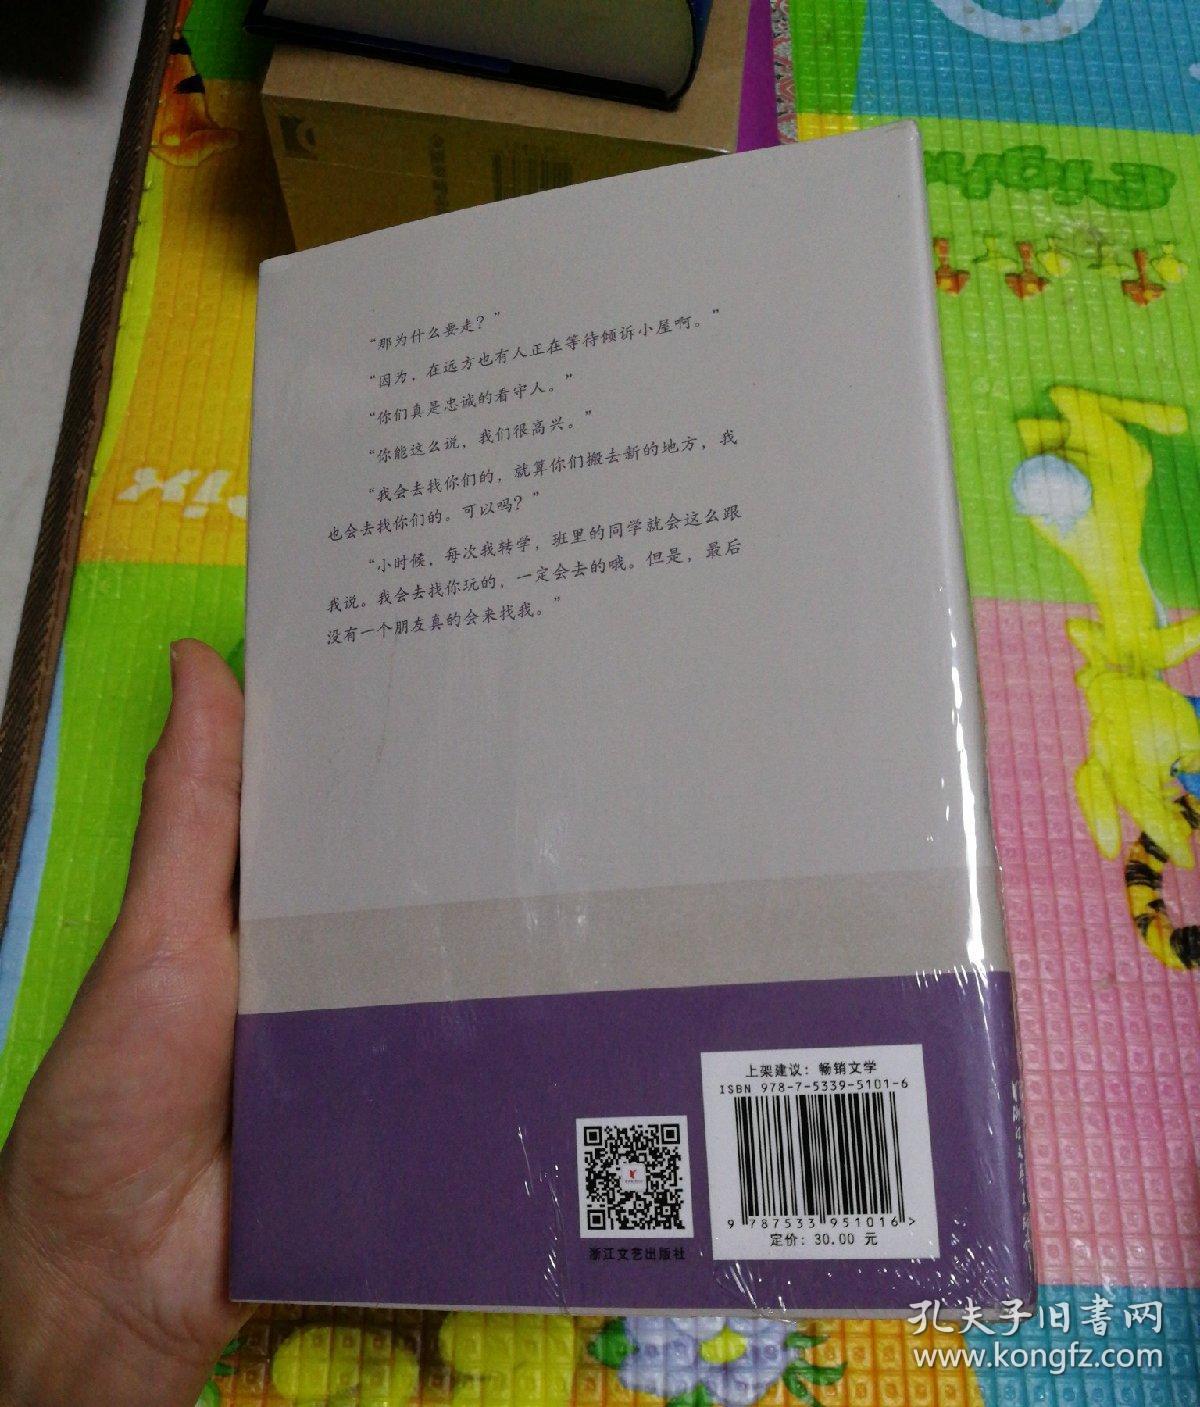 “那为什么要走？”
“因为，在远方也有人正在等待倾诉小屋啊。”
“你们真是忠诚的看守人。”
“你能这么说，我们很高兴。”
“我会去找你们的，就算你们搬去新的地方，我
也会去找你们的。可以吗？”
“小时候，每次我转学，班里的同学就会这么跟
我说。我会去找你玩的，一定会去的哦。但是，最后
没有一个朋友真的会来找我。”
上架建议：畅销文学
ISBN 978-7-5339-5101-6
9 787533 951016 >
定价：30.00 元
浙江文艺出版社
孔夫子旧书网
www.kongfz.com